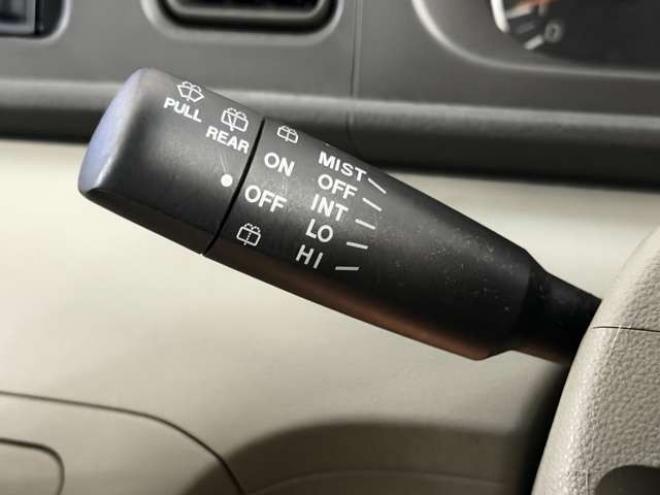 PULL
REAR
ON
OFF
MIST
OFF
INT
LO
HI